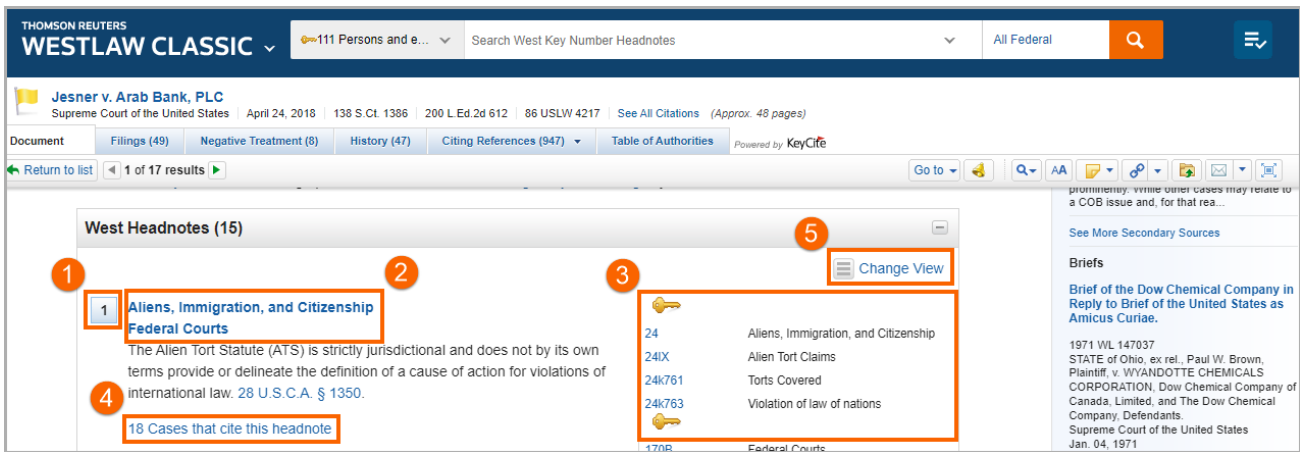 THOMSON REUTERS
WESTLAW CLASSIC
111 Persons and e...
Search West Key Number Headnotes
All Federal
Jesner v. Arab Bank, PLC
Supreme Court of the United States April 24, 2018 138 S.Ct. 1386 200 L.Ed.2d 612 86 USLW 4217 See All Citations (Approx. 48 pages)
Document Filings (49) Negative Treatment (8) History (47) Citing References (947) Table of Authorities Powered by KeyCite
Return to list 1 of 17 results Go to AA
prominently. While other cases may relate to
a COB issue and, for that rea...
See More Secondary Sources
West Headnotes (15)
5
Change View
1
2
3
1
Aliens, Immigration, and Citizenship
Federal Courts
The Alien Tort Statute (ATS) is strictly jurisdictional and does not by its own
terms provide or delineate the definition of a cause of action for violations of
international law. 28 U.S.C.A. § 1350.
4
18 Cases that cite this headnote
24 Aliens, Immigration, and Citizenship
24IX Alien Tort Claims
24k761 Torts Covered
24k763 Violation of law of nations
170B Federal Courts
Briefs
Brief of the Dow Chemical Company in
Reply to Brief of the United States as
Amicus Curiae.
1971 WL 147037
STATE of Ohio, ex rel., Paul W. Brown,
Plaintiff, v. WYANDOTTE CHEMICALS
CORPORATION, Dow Chemical Company of
Canada, Limited, and The Dow Chemical
Company, Defendants.
Supreme Court of the United States
Jan. 04, 1971